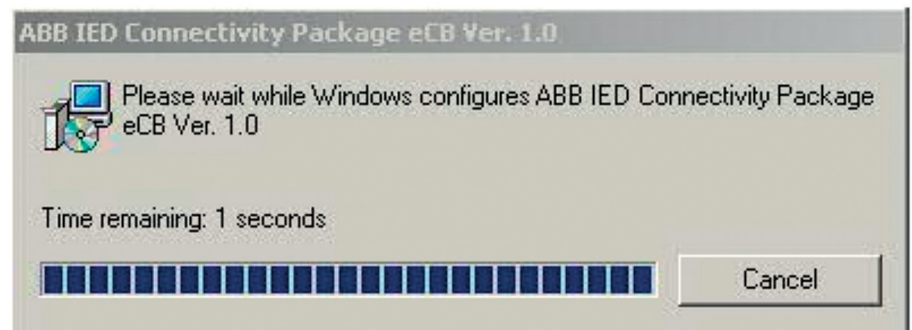 ABB IED Connectivity Package eCB Ver. 1.0
Please wait while Windows configures ABB IED Connectivity Package
eCB Ver. 1.0
Time remaining: 1 seconds
Cancel